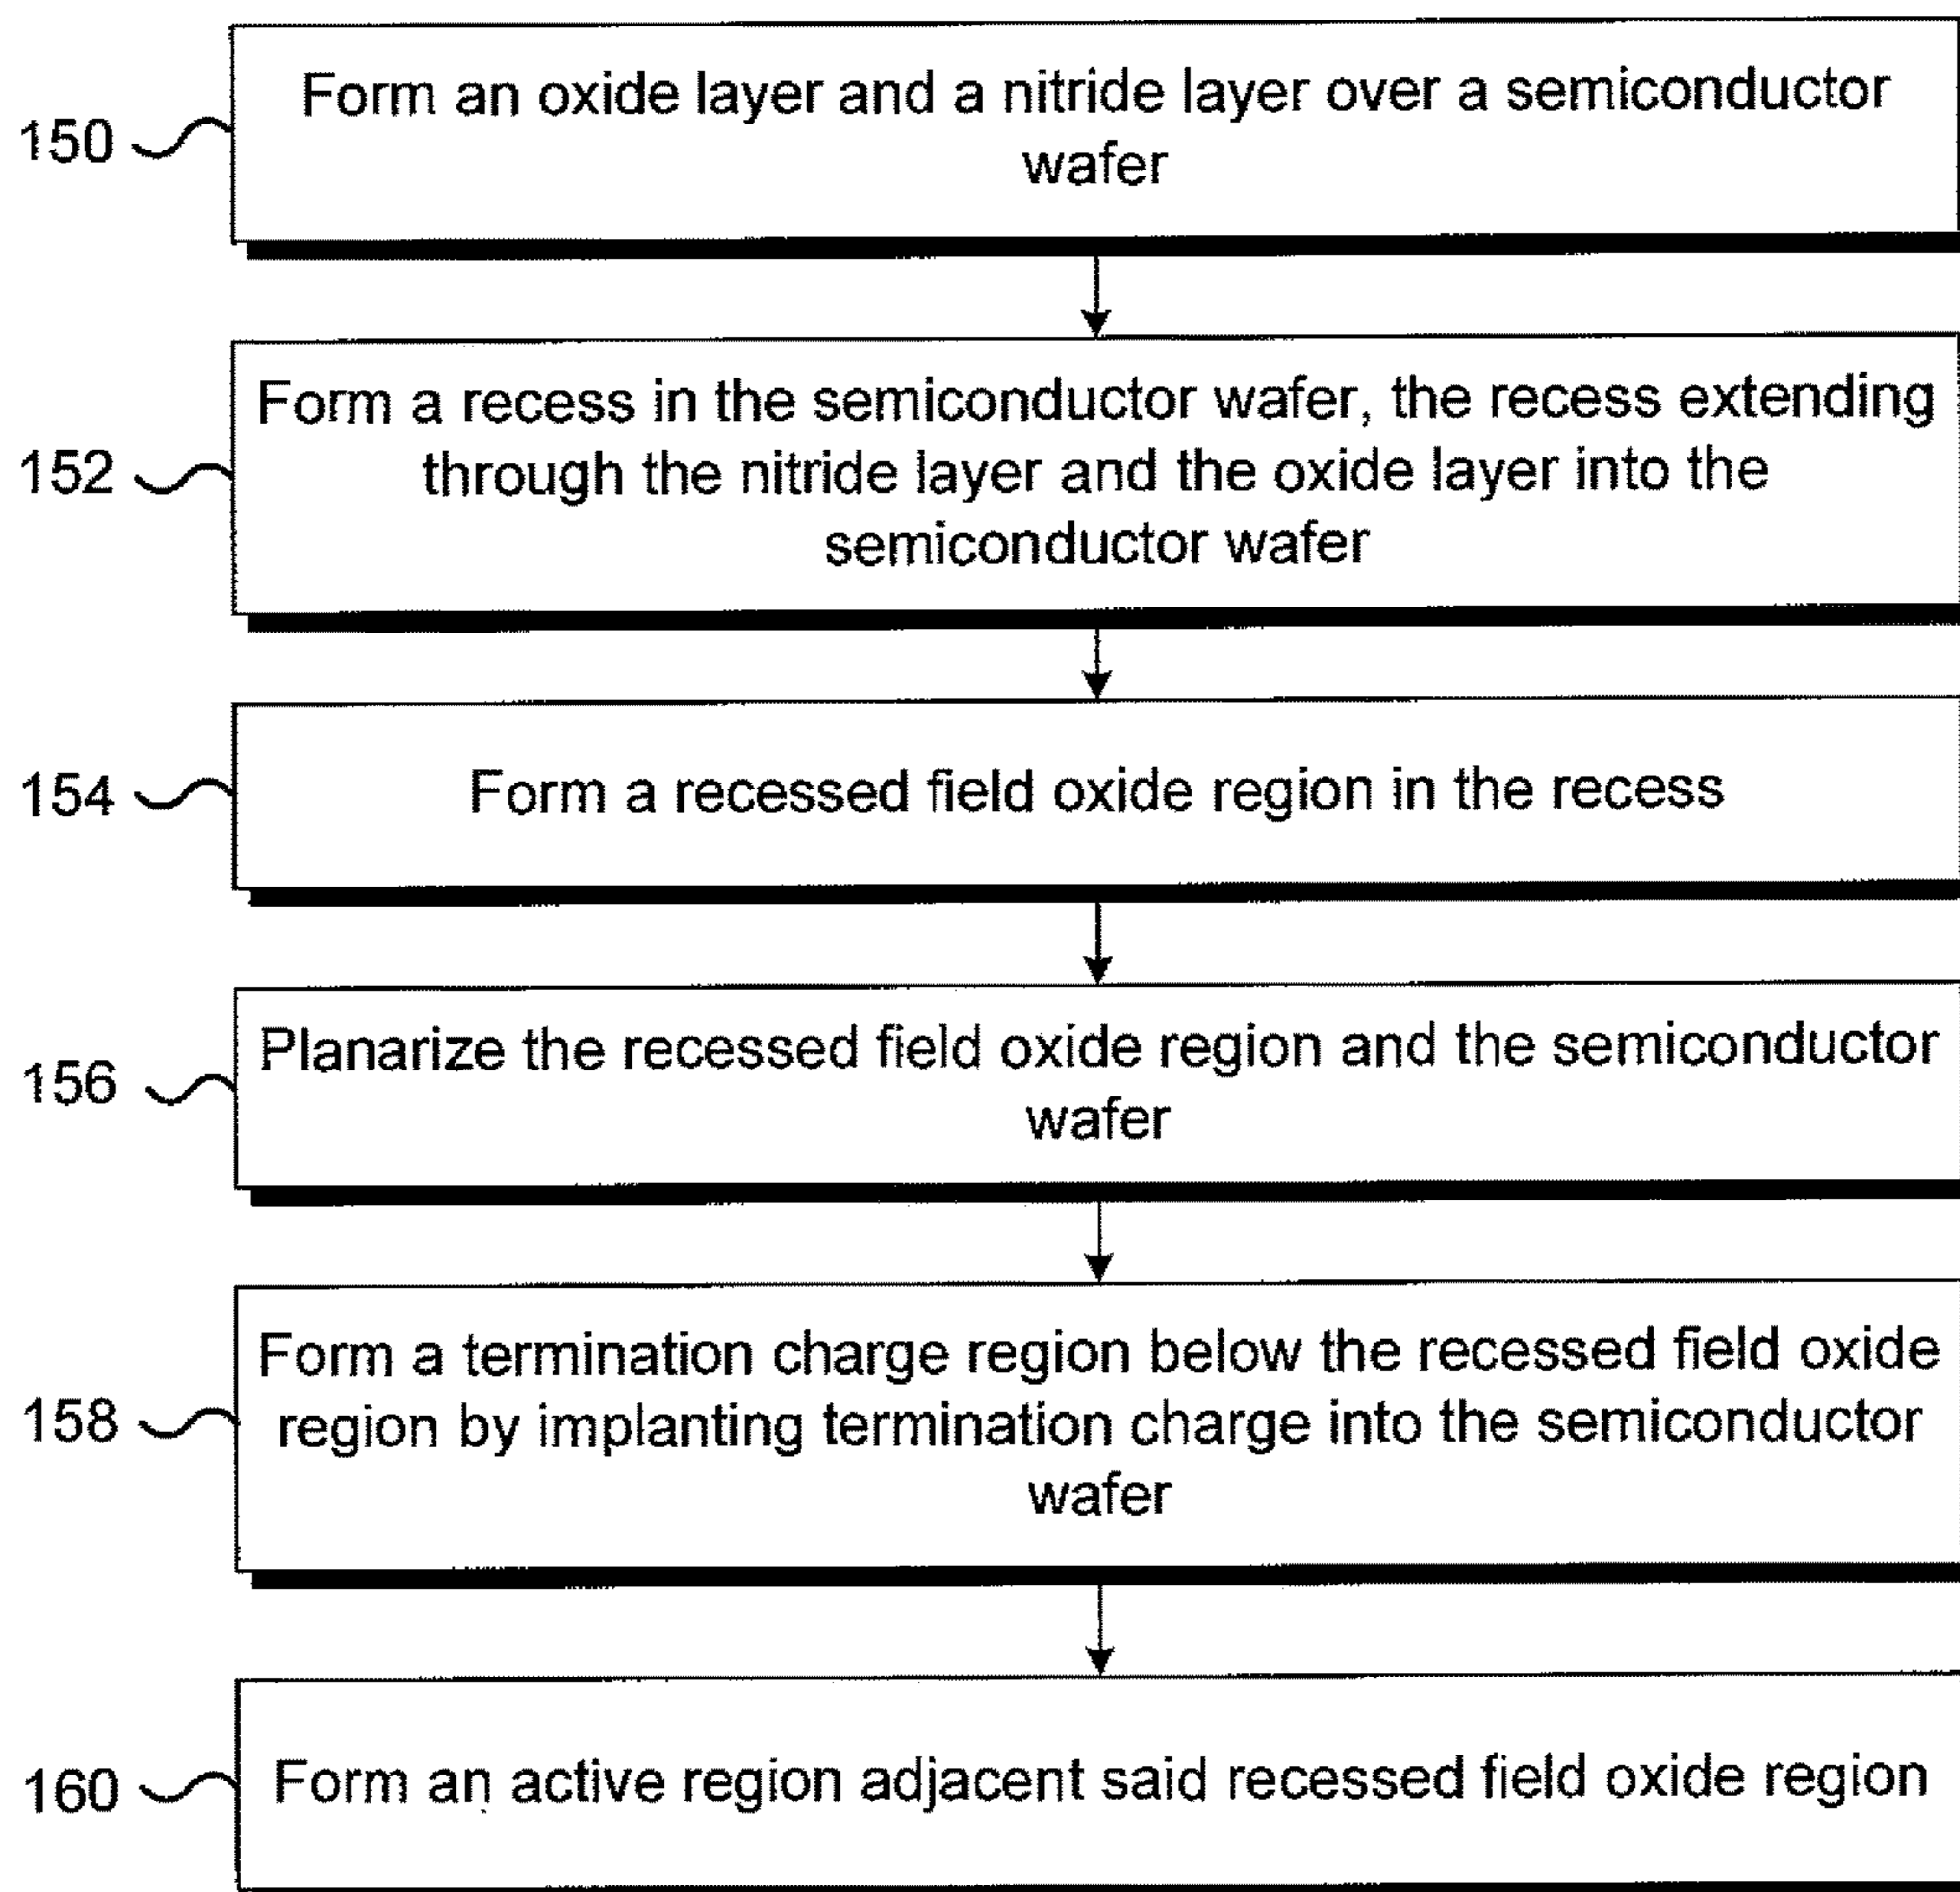 150
Form an oxide layer and a nitride layer over a semiconductor
wafer
152
Form a recess in the semiconductor wafer, the recess extending
through the nitride layer and the oxide layer into the
semiconductor wafer
154
Form a recessed field oxide region in the recess
156
Planarize the recessed field oxide region and the semiconductor
wafer
158
Form a termination charge region below the recessed field oxide
region by implanting termination charge into the semiconductor
wafer
160
Form an active region adjacent said recessed field oxide region